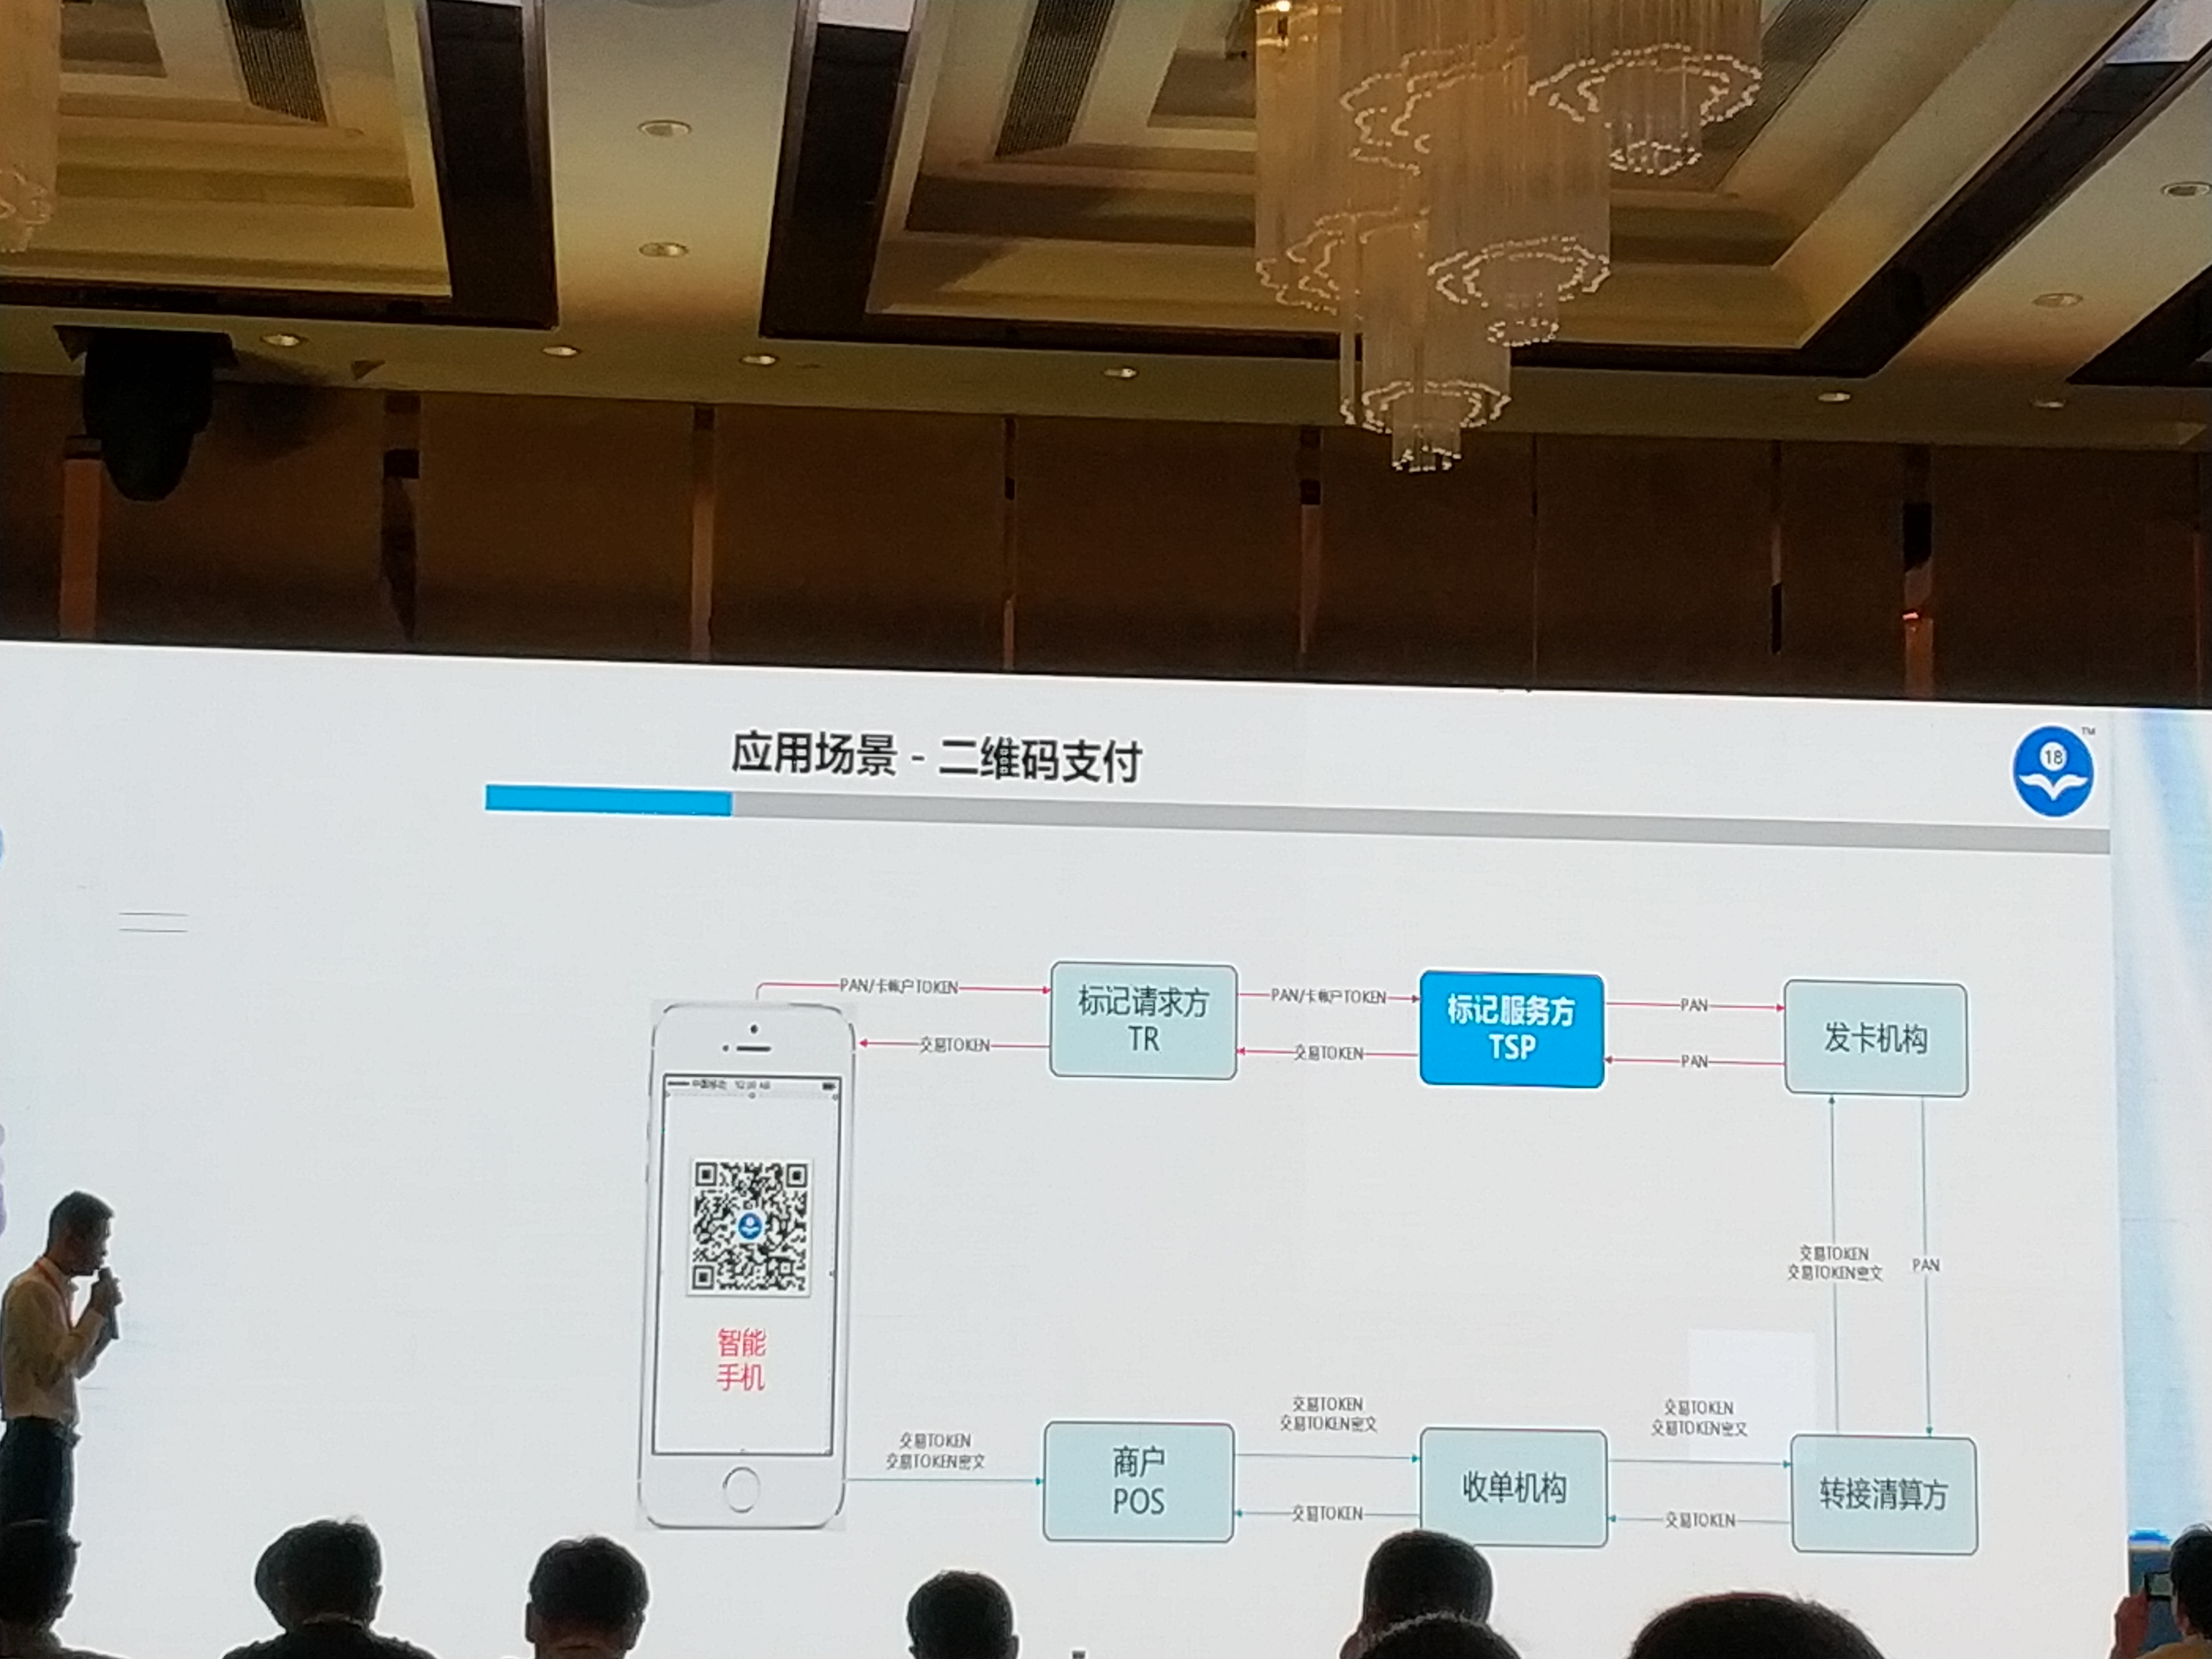 应用场景 - 二维码支付
18
TM
PAN/卡帐户TOKEN
标记请求方
TR
PAN/卡帐户TOKEN
标记服务方
TSP
PAN
发卡机构
交易TOKEN
交易TOKEN
PAN
中国移动
智能
手机
交易TOKEN
交易TOKEN密文
PAN
交易TOKEN
交易TOKEN密文
商户
POS
交易TOKEN
交易TOKEN密文
收单机构
交易TOKEN
交易TOKEN密文
转接清算方
交易TOKEN
交易TOKEN